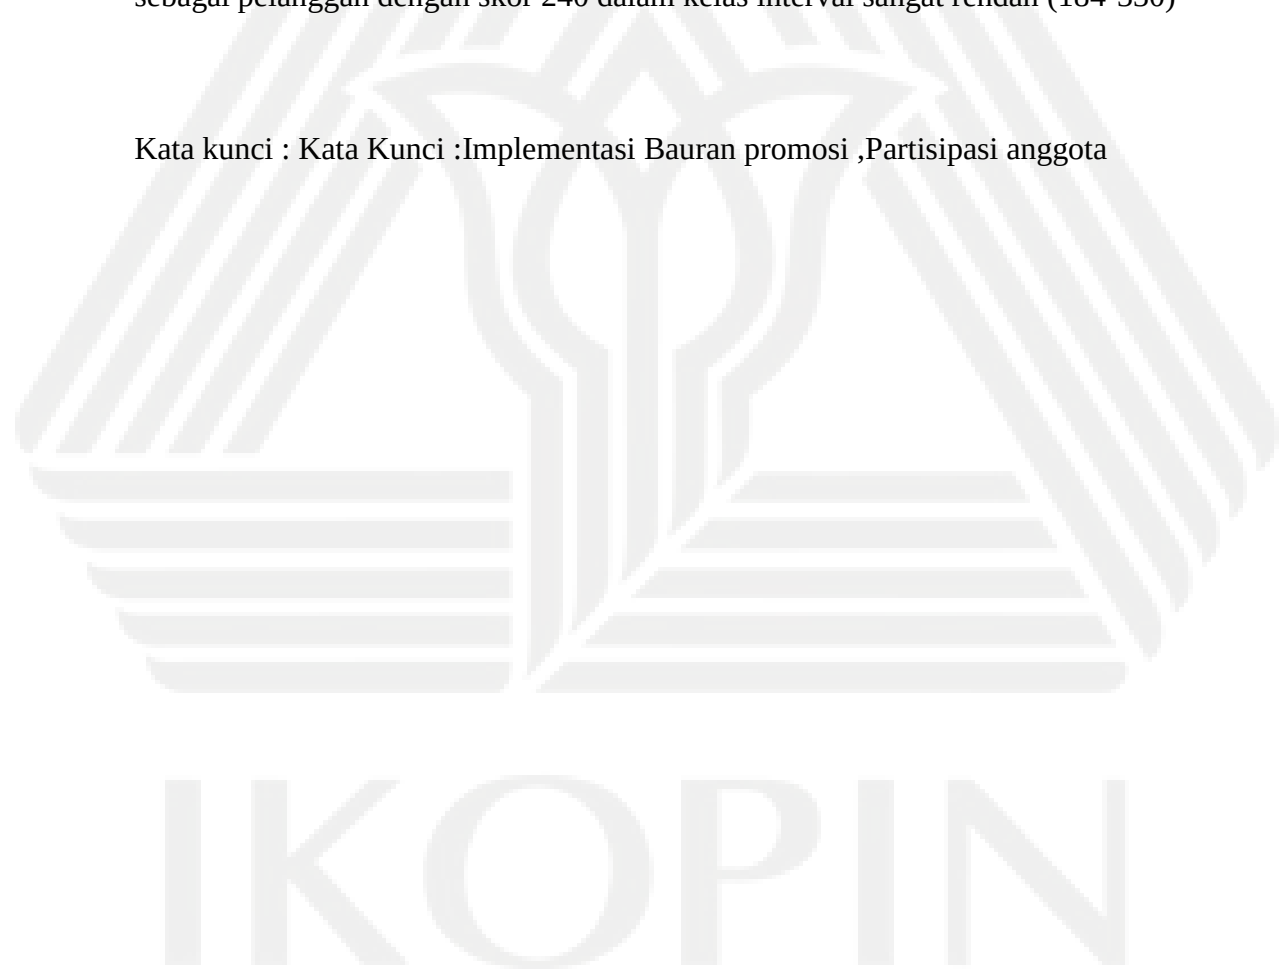 sebagai pelanggan dengan skor 240 dalam kelas interval sangat rendah (184-330)
Kata kunci : Kata Kunci :Implementasi Bauran promosi ,Partisipasi anggota
IKOPIN